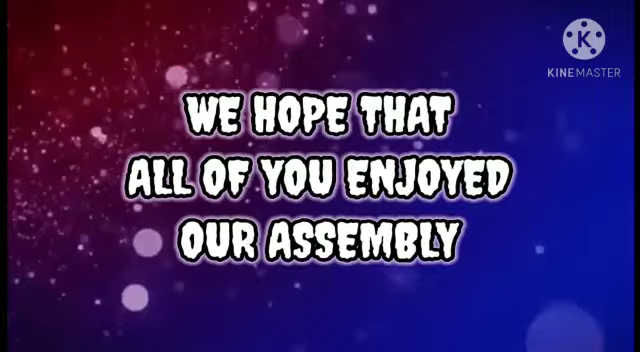 KINEMASTER
WE HOPE THAT
ALL OF YOU ENJOYED
OUR ASSEMBLY